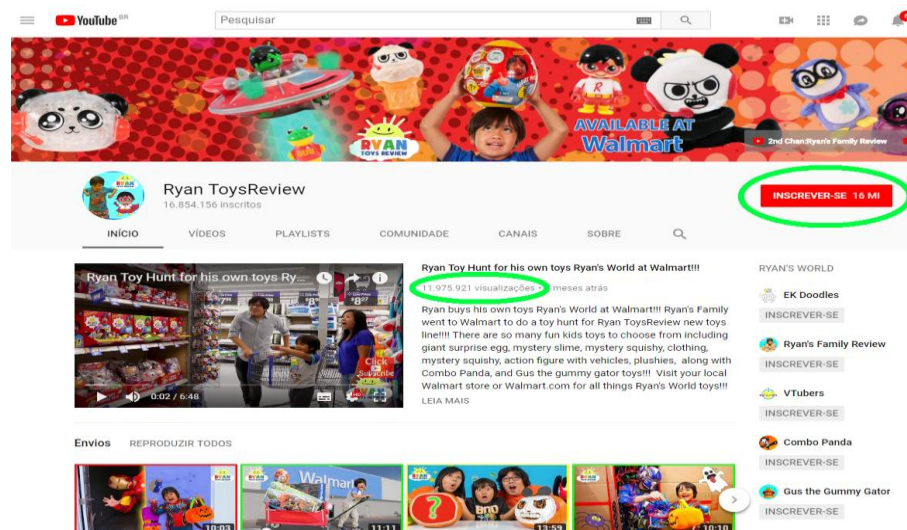 YouTube BR
Pesquisar
RYAN
TOYS REVIEW
AVAILABLE AT
Walmart
2nd Chan:Ryan's Family Review
Ryan ToysReview
16.854.156 inscritos
INSCREVER-SE 16 MI
INÍCIO VÍDEOS PLAYLISTS COMUNIDADE CANAIS SOBRE
Ryan Toy Hunt for his own toys Ry...
Click
Subscribe
0:02 / 6:48
Ryan Toy Hunt for his own toys Ryan's World at Walmart!!!
11.975.921 visualizações • meses atrás
Ryan buys his own toys Ryan's World at Walmart!!! Ryan's Family
went to Walmart to do a toy hunt for Ryan ToysReview new toys
line!!!! There are so many fun kids toys to choose from including
giant surprise egg, mystery slime, mystery squishy, clothing,
mystery squishy, action figure with vehicles, plushies, along with
Combo Panda, and Gus the gummy gator toys!!! Visit your local
Walmart store or Walmart.com for all things Ryan's World toys!!!
LEIA MAIS
RYAN'S WORLD
EK Doodles
INSCREVER-SE
Ryan's Family Review
INSCREVER-SE
VTubers
INSCREVER-SE
Combo Panda
INSCREVER-SE
Gus the Gummy Gator
INSCREVER-SE
Envios REPRODUZIR TODOS
10:03
Walmar
11:11
13:59
10:10